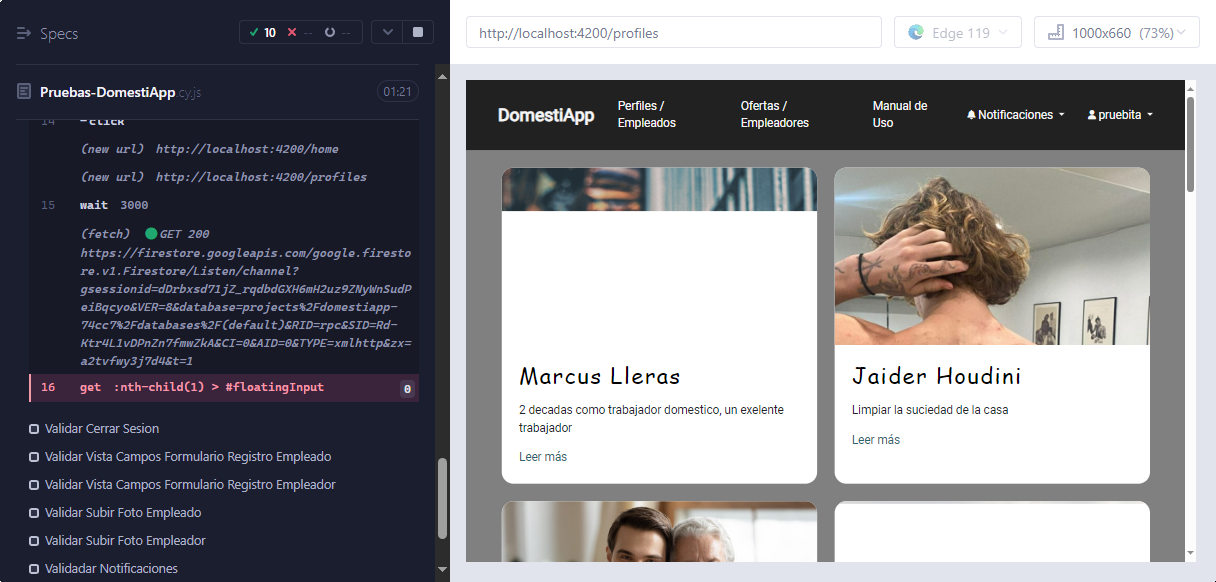 Specs
10
--
--
http://localhost:4200/profiles
Edge 119
1000x660 (73%)
Pruebas-DomestiApp cy.js
01:21
14 -click
(new url) http://localhost:4200/home
(new url) http://localhost:4200/profiles
15 wait 3000
(fetch) GET 200
https://firestore.googleapis.com/google.firesto
re.v1.Firestore/Listen/channel?
gsessionid=dDrbxsd71jZ_rqdbdGXH6mH2uz9ZNyWnSudP
eiBqcyo&VER=8&database=projects%2Fdomestiapp-
74cc7%2Fdatabases%2F(default)&RID=rpc&SID=Rd-
Ktr4L1vDPnZn7fmwZkA&CI=0&AID=0&TYPE=xmlhttp&zx=
a2tvfwy3j7d4&t=1
16 get :nth-child(1) > #floatingInput 0
Validar Cerrar Sesion
Validar Vista Campos Formulario Registro Empleado
Validar Vista Campos Formulario Registro Empleador
Validar Subir Foto Empleado
Validar Subir Foto Empleador
Validadar Notificaciones
DomestiApp
Perfiles /
Empleados
Ofertas /
Empleadores
Manual de
Uso
Notificaciones
pruebita
Marcus Lleras
2 decadas como trabajador domestico, un exelente
trabajador
Leer más
Jaider Houdini
Limpiar la suciedad de la casa
Leer más